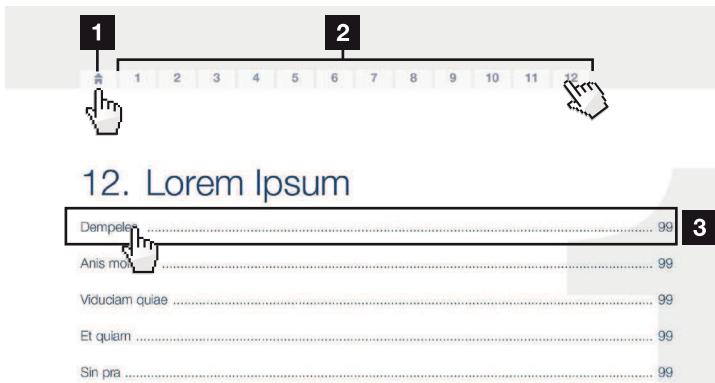 1 2
1 2 3 4 5 6 7 8 9 10 11 12
12. Lorem Ipsum
Dempeles ........ 99 3
Anis mo ........ 99
Viduciam quiae ........ 99
Et quiam ........ 99
Sin pra ........ 99